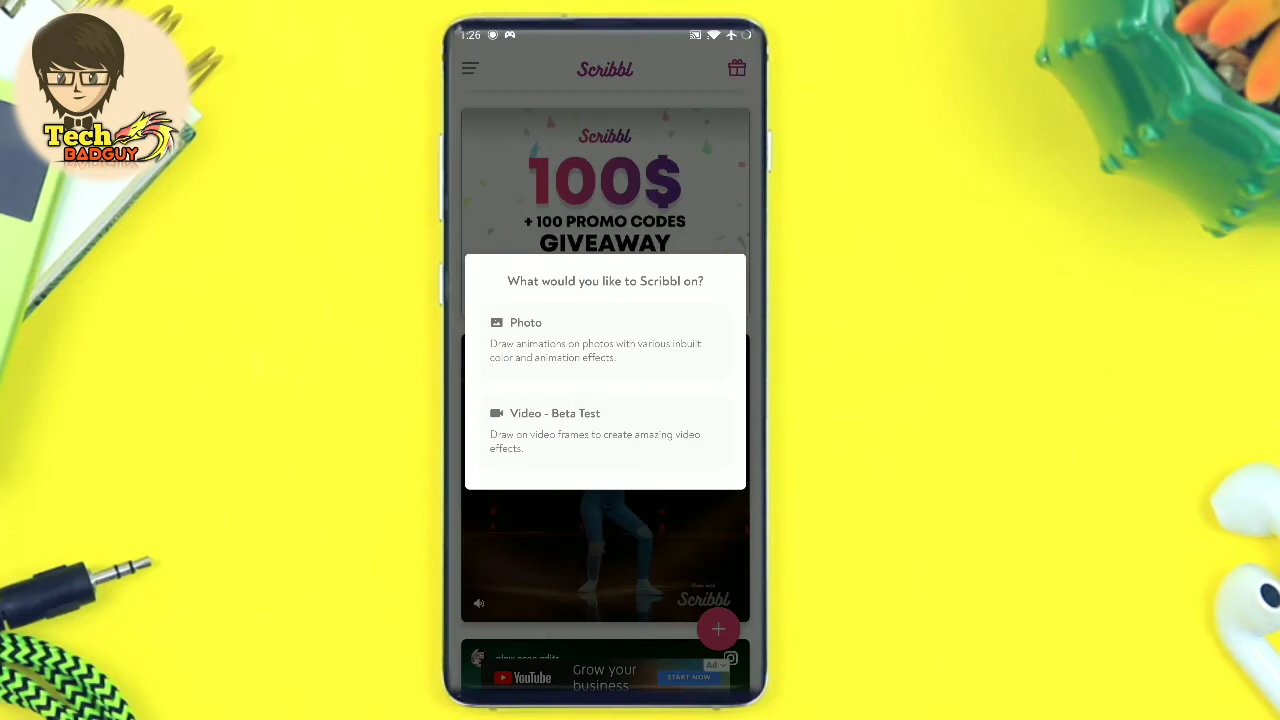 Tech
BADGUY
1:26
Scribbl
Scribbl
100$
+ 100 PROMO CODES
GIVEAWAY
What would you like to Scribbl on?
Photo
Draw animations on photos with various inbuilt
color and animation effects.
Video - Beta Test
Draw on video frames to create amazing video
effects.
Scribbl
YouTube
Grow your
business
Ad
START NOW